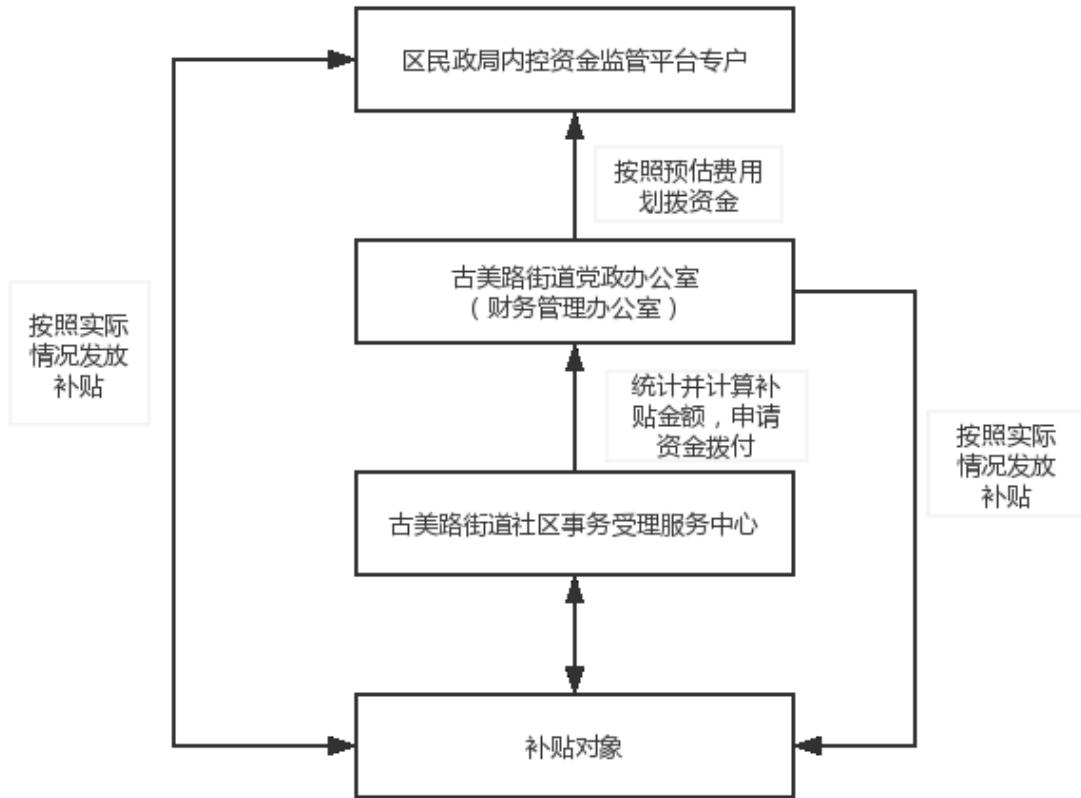 区民政局内控资金监管平台专户
按照预估费用
划拨资金
古美路街道党政办公室
（财务管理办公室）
按照实际
情况发放
补贴
统计并计算补
贴金额，申请
资金拨付
按照实际
情况发放
补贴
古美路街道社区事务受理服务中心
补贴对象